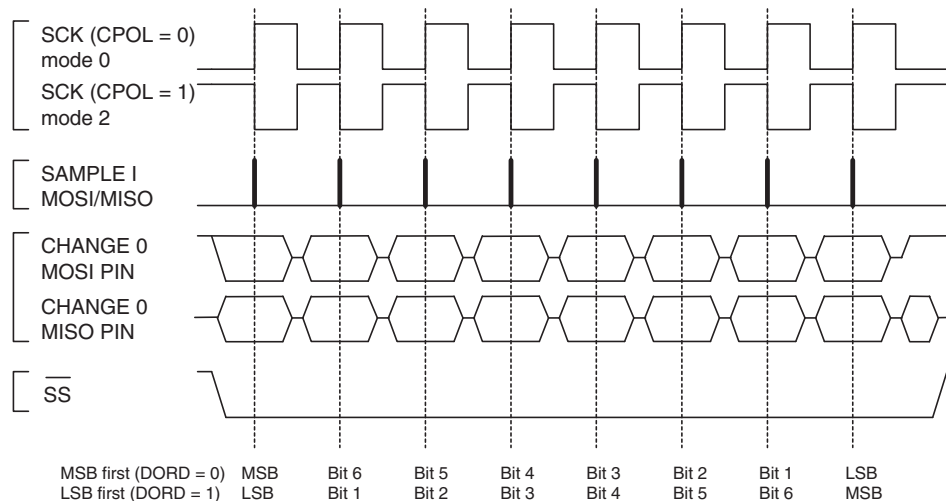 SCK (CPOL = 0)
mode 0
SCK (CPOL = 1)
mode 2
SAMPLE I
MOSI/MISO
CHANGE 0
MOSI PIN
CHANGE 0
MISO PIN
SS
MSB first (DORD = 0) MSB Bit 6 Bit 5 Bit 4 Bit 3 Bit 2 Bit 1 LSB
LSB first (DORD = 1) LSB Bit 1 Bit 2 Bit 3 Bit 4 Bit 5 Bit 6 MSB